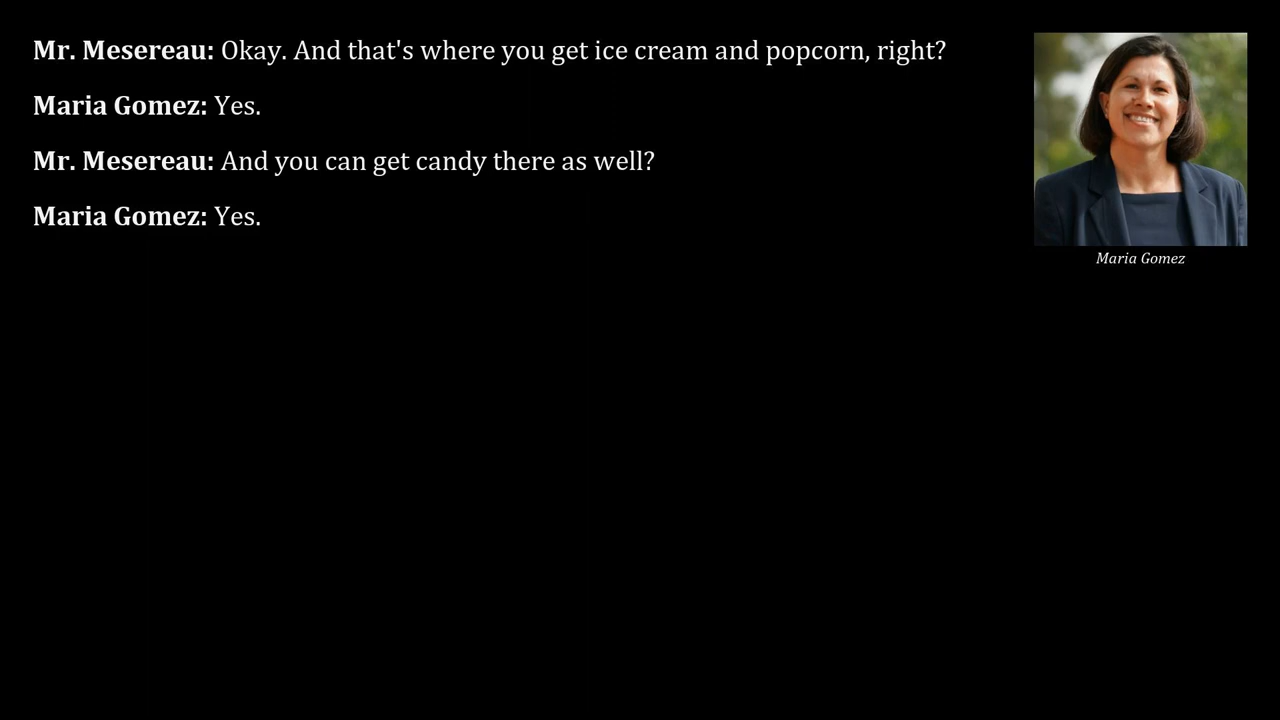 Mr. Mesereau: Okay. And that's where you get ice cream and popcorn, right?
Maria Gomez: Yes.
Mr. Mesereau: And you can get candy there as well?
Maria Gomez: Yes.
Maria Gomez